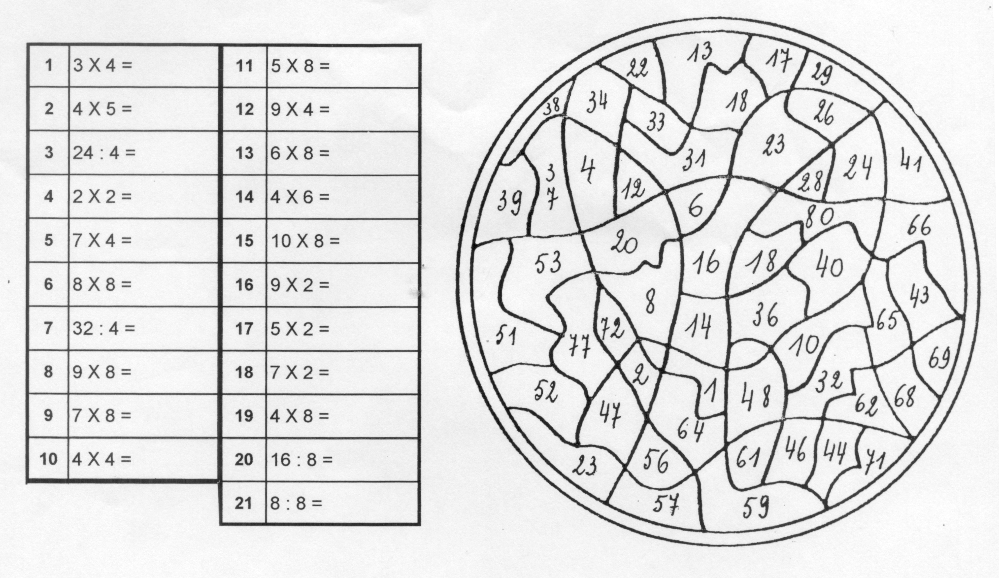 1 3 X 4 =
2 4 X 5 =
3 24 : 4 =
4 2 X 2 =
5 7 X 4 =
6 8 X 8 =
7 32 : 4 =
8 9 X 8 =
9 7 X 8 =
10 4 X 4 =
11 5 X 8 =
12 9 X 4 =
13 6 X 8 =
14 4 X 6 =
15 10 X 8 =
16 9 X 2 =
17 5 X 2 =
18 7 X 2 =
19 4 X 8 =
20 16 : 8 =
21 8 : 8 =
22 13 17 29
38 34 33 18 26
31 23
39 37 4 12 6 28 24 41
20 80 66
53 16 18 40
8 43
51 77 72 14 36 10 65
2 69
52 1 48 32 68
47 64 62
23 56 61 46 44 71
57 59